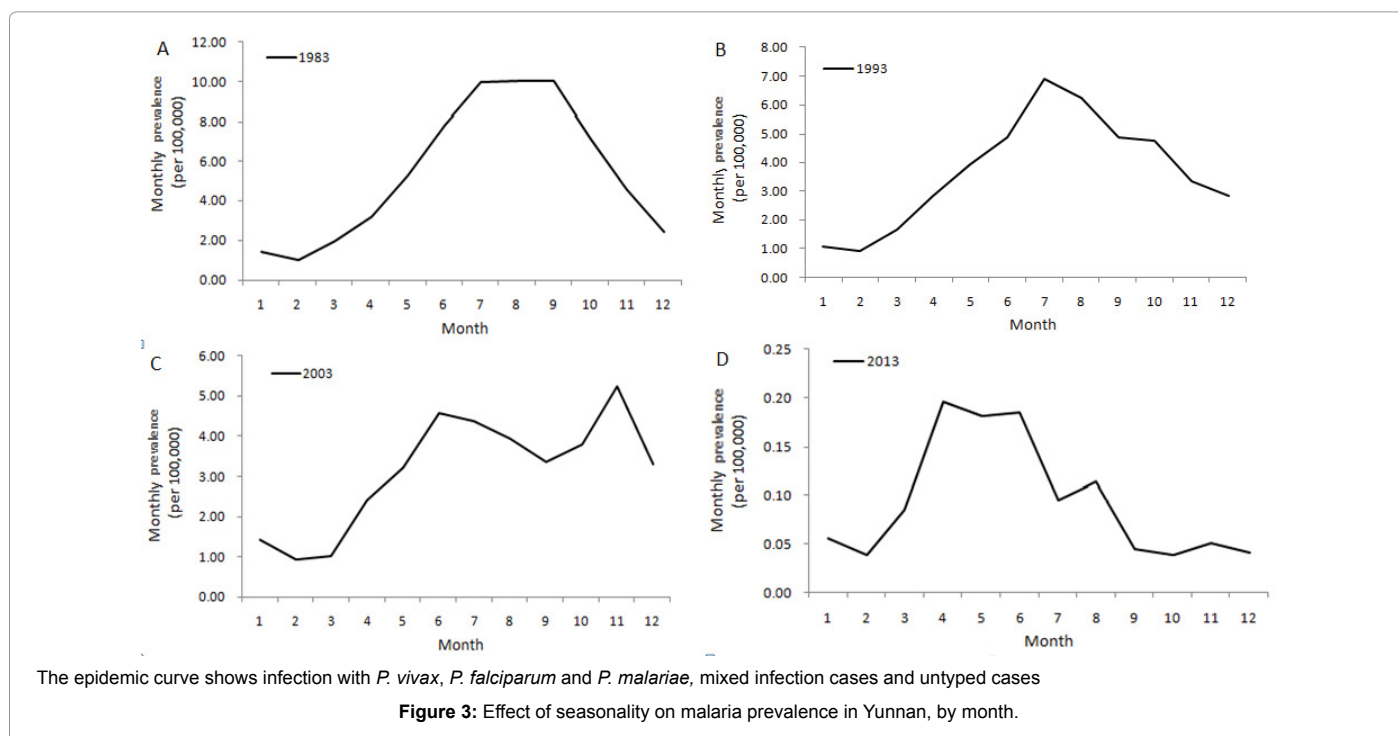 A
1983
Monthly prevalence
(per 100,000)
12.00
10.00
8.00
6.00
4.00
2.00
0.00
1 2 3 4 5 6 7 8 9 10 11 12
Month
B
1993
Monthly prevalence
(per 100,000)
8.00
7.00
6.00
5.00
4.00
3.00
2.00
1.00
0.00
1 2 3 4 5 6 7 8 9 10 11 12
Month
C
2003
Monthly prevalence
(per 100,000)
6.00
5.00
4.00
3.00
2.00
1.00
0.00
1 2 3 4 5 6 7 8 9 10 11 12
Month
D
2013
Monthly prevalence
(per 100,000)
0.25
0.20
0.15
0.10
0.05
0.00
1 2 3 4 5 6 7 8 9 10 11 12
Month
The epidemic curve shows infection with P. vivax, P. falciparum and P. malariae, mixed infection cases and untyped cases
Figure 3: Effect of seasonality on malaria prevalence in Yunnan, by month.